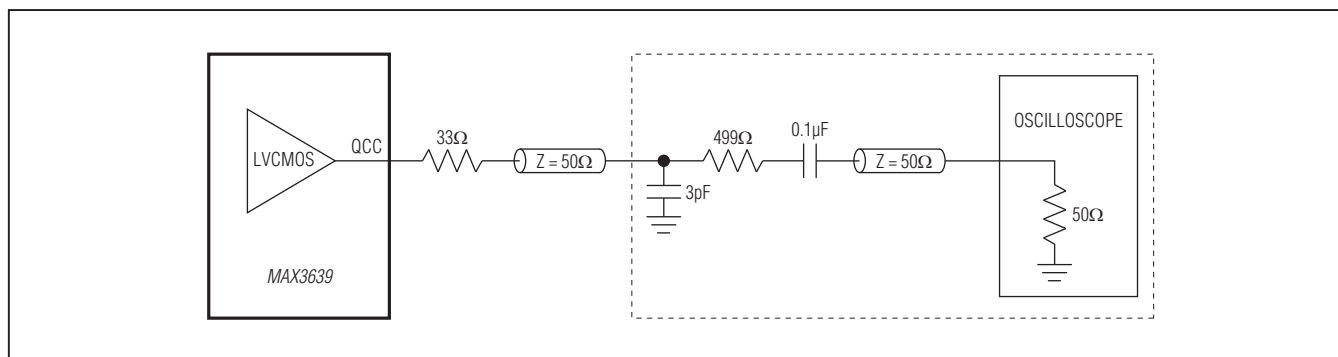 LVCMOS
QCC
33Ω
Z = 50Ω
3pF
499Ω
0.1µF
Z = 50Ω
OSCILLOSCOPE
50Ω
MAX3639